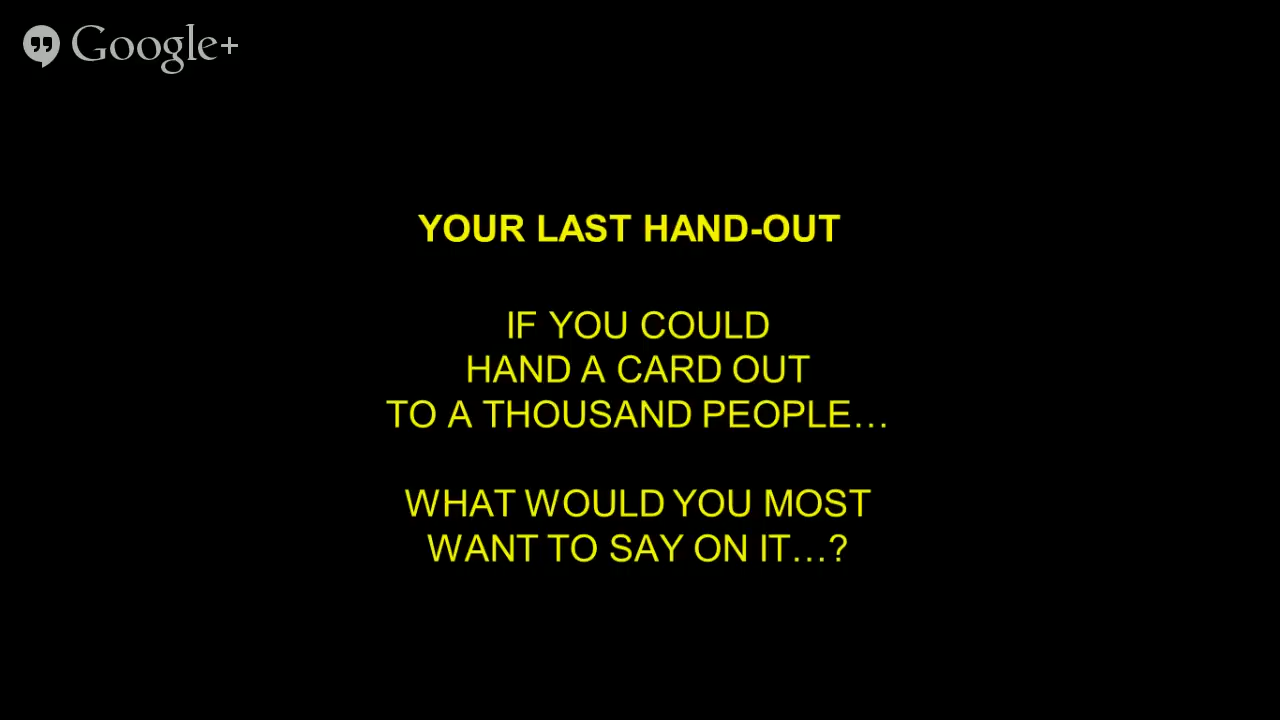 Google+
YOUR LAST HAND-OUT
IF YOU COULD
HAND A CARD OUT
TO A THOUSAND PEOPLE…
WHAT WOULD YOU MOST
WANT TO SAY ON IT…?